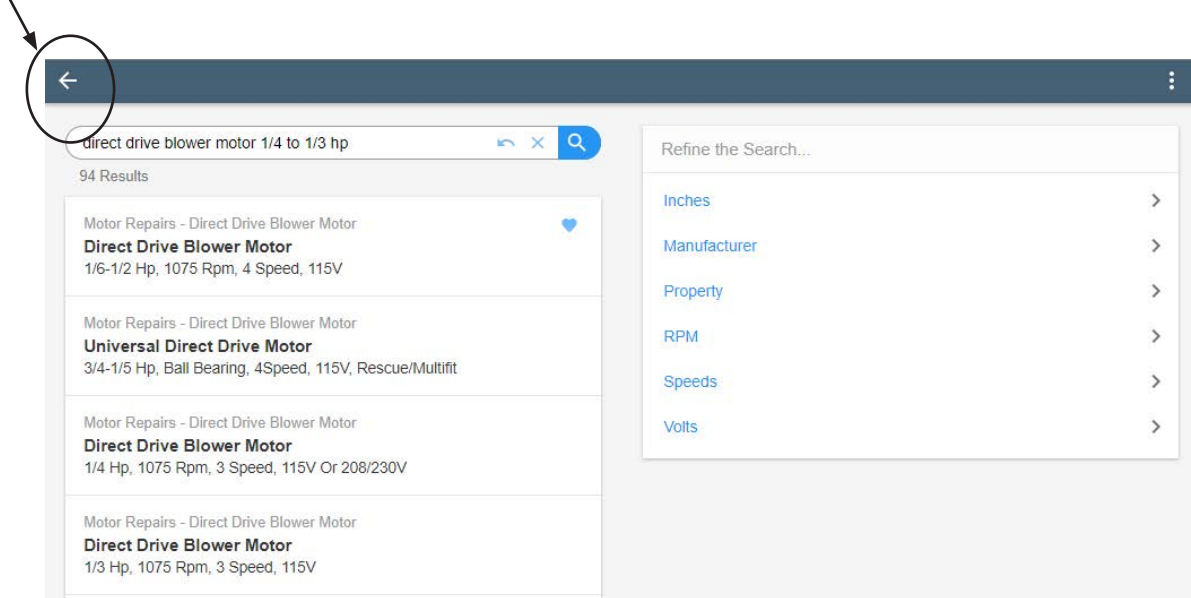 direct drive blower motor 1/4 to 1/3 hp
94 Results
Motor Repairs - Direct Drive Blower Motor
Direct Drive Blower Motor
1/6-1/2 Hp, 1075 Rpm, 4 Speed, 115V
Motor Repairs - Direct Drive Blower Motor
Universal Direct Drive Motor
3/4-1/5 Hp, Ball Bearing, 4Speed, 115V, Rescue/Multifit
Motor Repairs - Direct Drive Blower Motor
Direct Drive Blower Motor
1/4 Hp, 1075 Rpm, 3 Speed, 115V Or 208/230V
Motor Repairs - Direct Drive Blower Motor
Direct Drive Blower Motor
1/3 Hp, 1075 Rpm, 3 Speed, 115V
Refine the Search...
Inches
Manufacturer
Property
RPM
Speeds
Volts